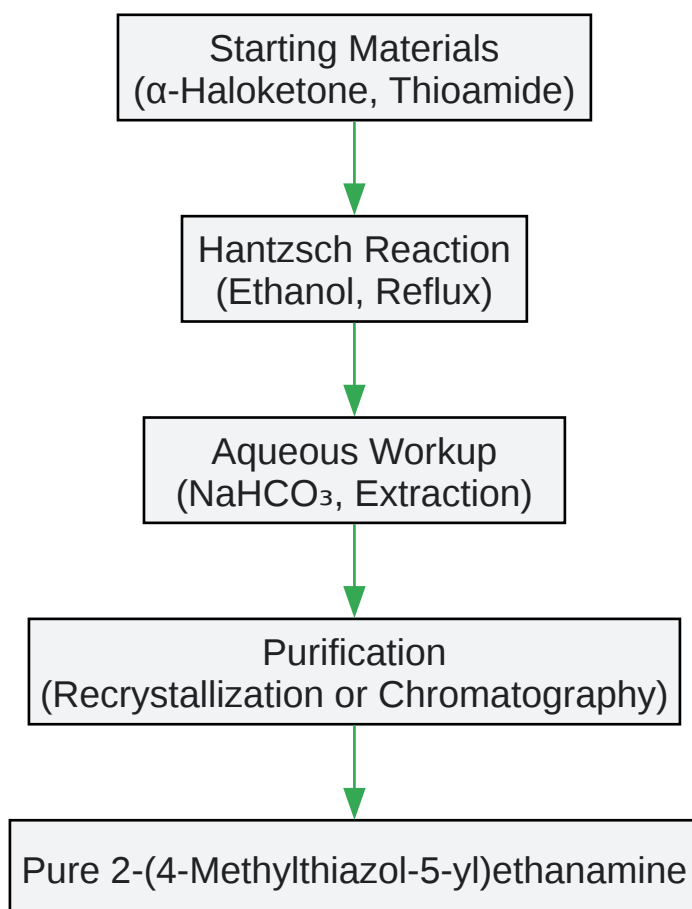 Starting Materials
(α-Haloketone, Thioamide)
Hantzsch Reaction
(Ethanol, Reflux)
Aqueous Workup
(NaHCO₃, Extraction)
Purification
(Recrystallization or Chromatography)
Pure 2-(4-Methylthiazol-5-yl)ethanamine